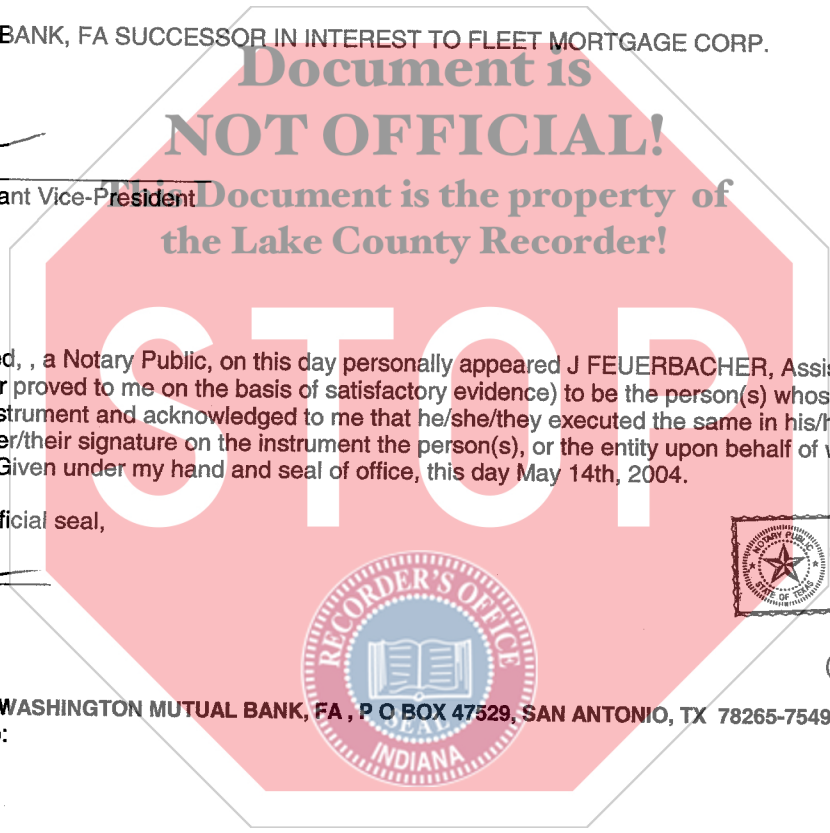 BANK, FA SUCCESSOR IN INTEREST TO FLEET MORTGAGE CORP.
Document is
NOT OFFICIAL!
ant Vice-President
This Document is the property of
the Lake County Recorder!
STOP
ed, , a Notary Public, on this day personally appeared J FEUERBACHER, Assis
r proved to me on the basis of satisfactory evidence) to be the person(s) whos
strument and acknowledged to me that he/she/they executed the same in his/h
er/their signature on the instrument the person(s), or the entity upon behalf of w
Given under my hand and seal of office, this day May 14th, 2004.
ficial seal,
NOTARY PUBLIC
STATE OF TEXAS
RECORDER'S OFFICE
SEAL
INDIANA
WASHINGTON MUTUAL BANK, FA , P O BOX 47529, SAN ANTONIO, TX 78265-7549
: